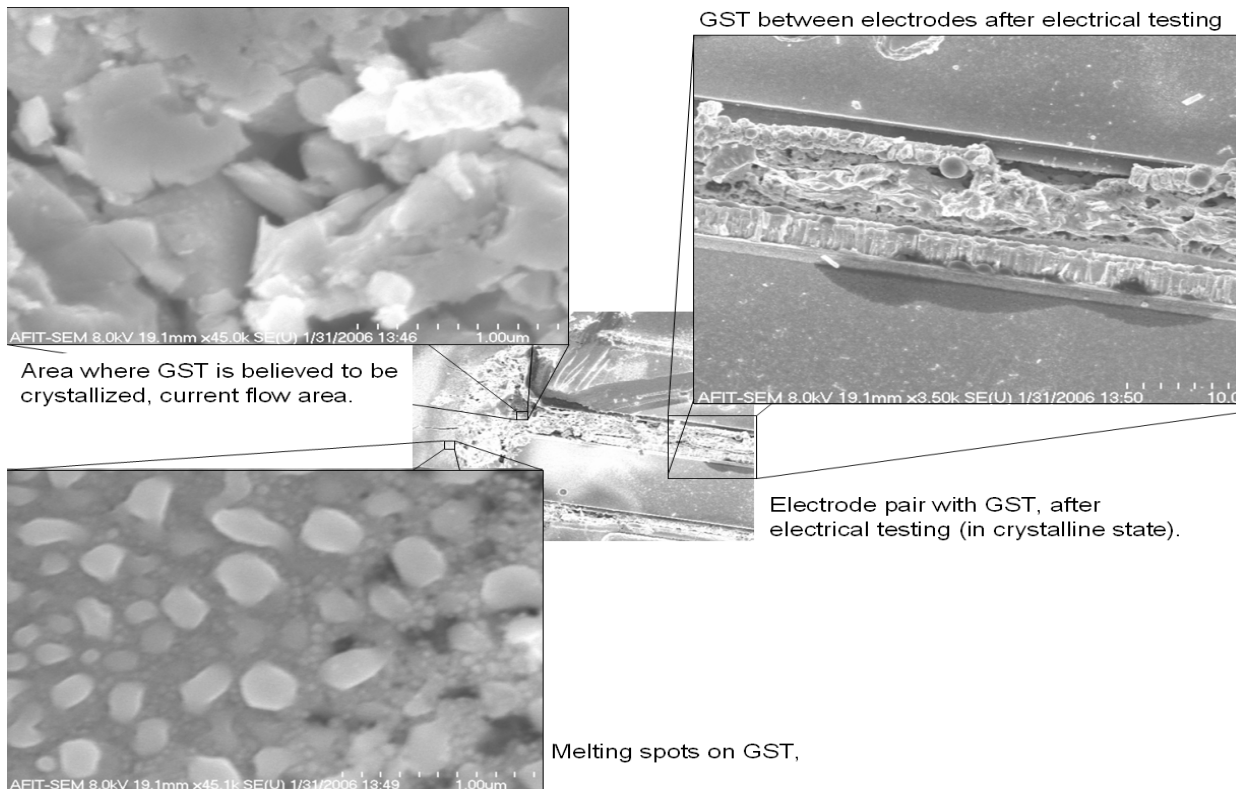 GST between electrodes after electrical testing
AFIT-SEM 8.0kV 19.1mm x45.0k SE(U) 1/31/2006 13:46 1.00um
AFIT-SEM 8.0kV 19.1mm x3.50k SE(U) 1/31/2006 13:50 10.0
Area where GST is believed to be
crystallized, current flow area.
Electrode pair with GST, after
electrical testing (in crystalline state).
Melting spots on GST,
AFIT-SEM 8.0kV 19.1mm x45.1k SE(U) 1/31/2006 13:49 1.00um